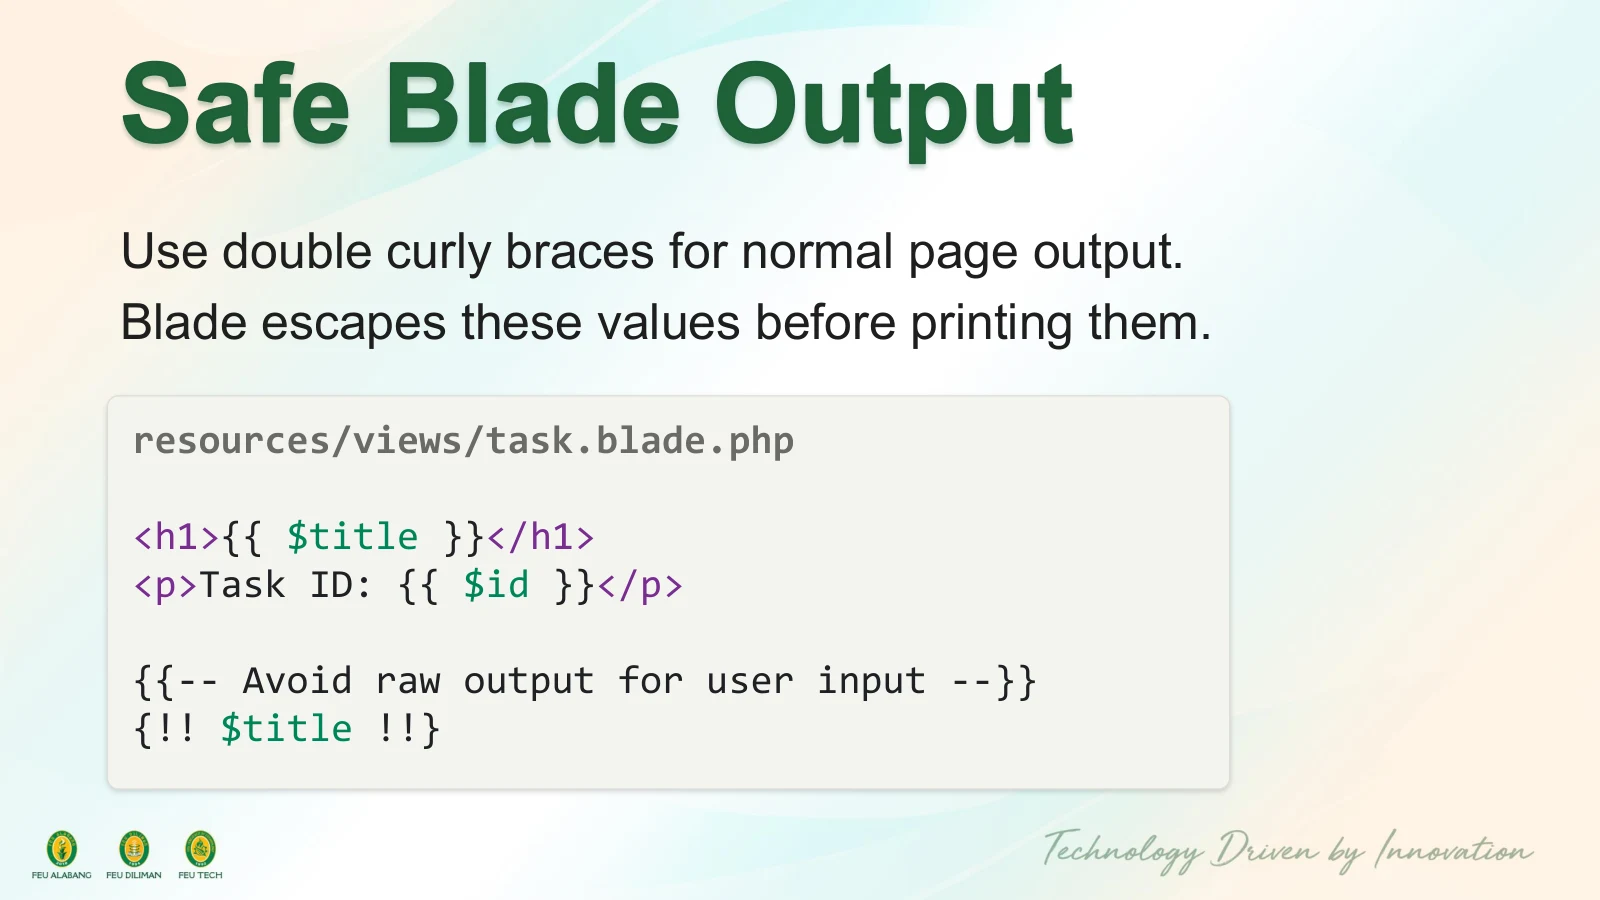 Safe Blade Output
Use double curly braces for normal page output.
Blade escapes these values before printing them.
resources/views/task.blade.php
<h1>{{ $title }}</h1>
<p>Task ID: {{ $id }}</p>
{{-- Avoid raw output for user input --}}
{!! $title !!}
FEU ALABANG
FEU DILIMAN
FEU TECH
Technology Driven by Innovation